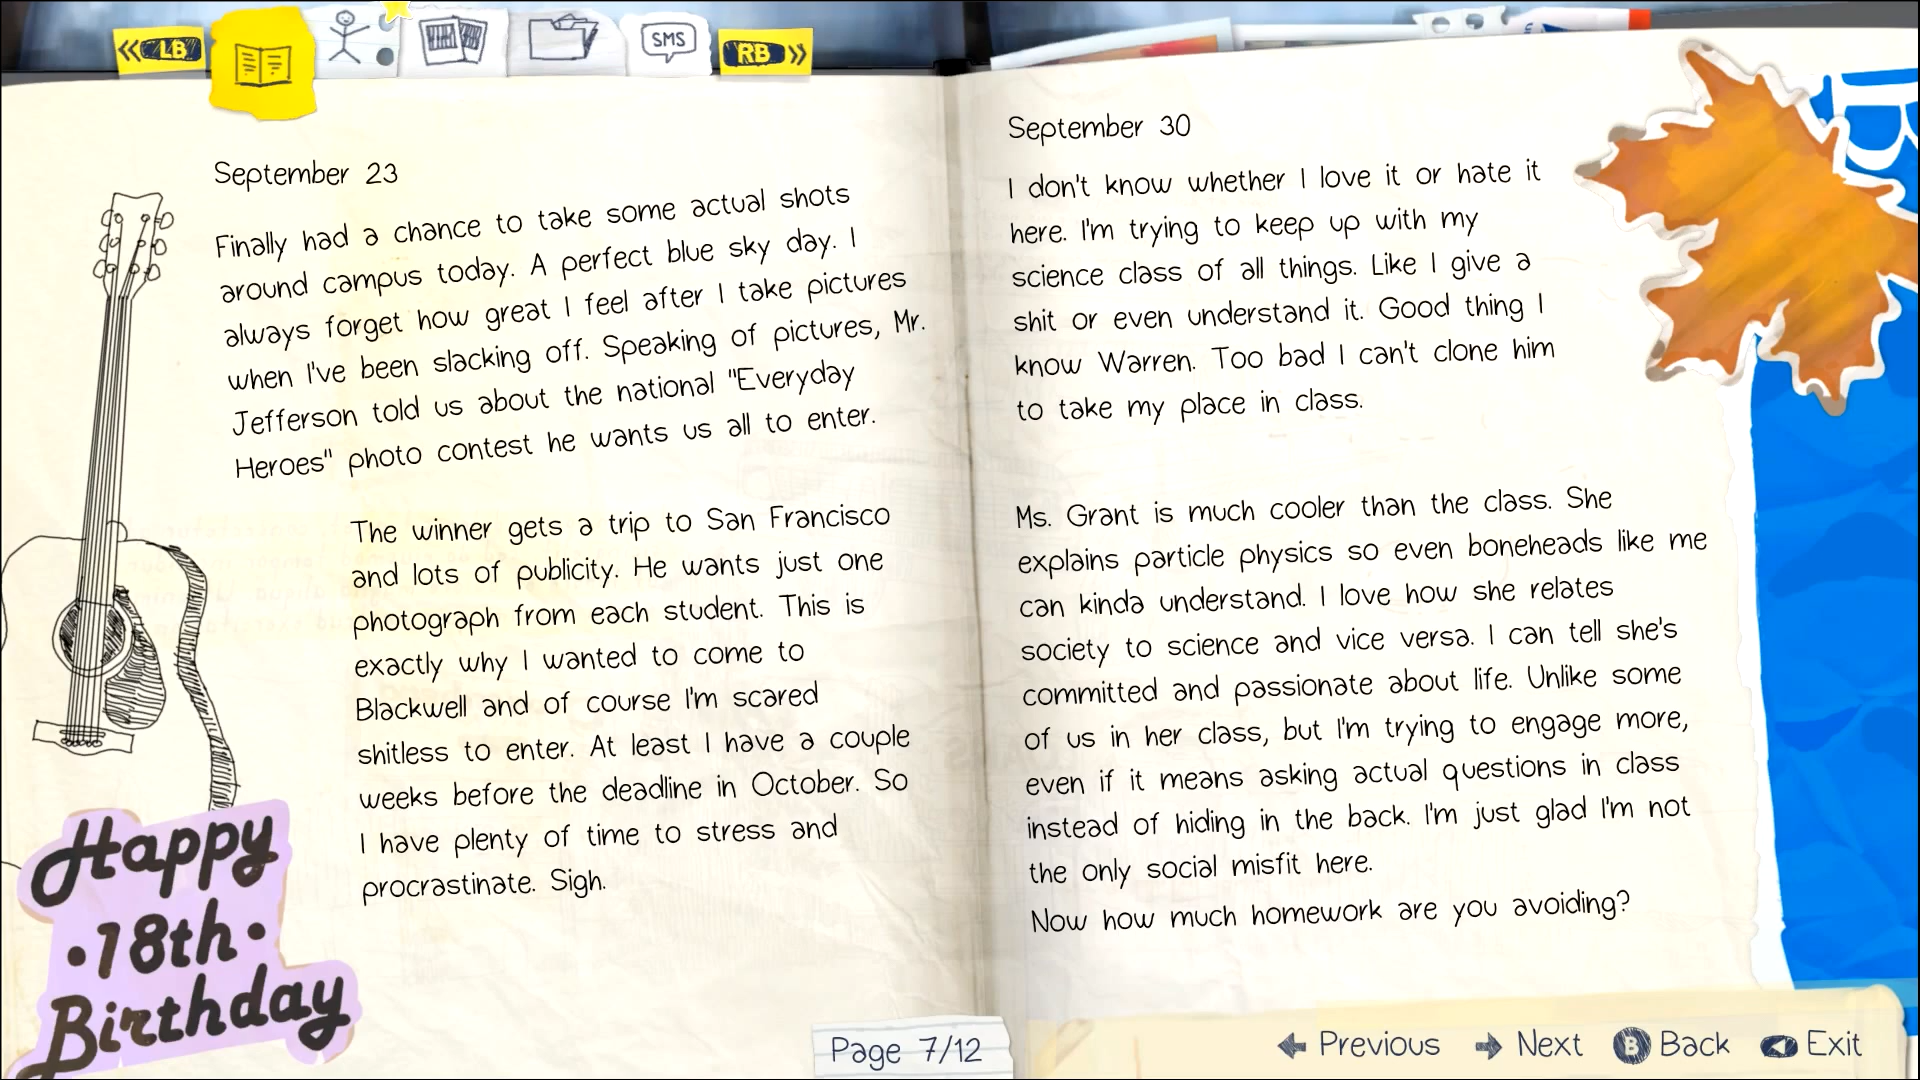 LB
SMS
RB
September 23
Finally had a chance to take some actual shots
around campus today. A perfect blue sky day. I
always forget how great I feel after I take pictures
when I've been slacking off. Speaking of pictures, Mr.
Jefferson told us about the national "Everyday
Heroes" photo contest he wants us all to enter.
The winner gets a trip to San Francisco
and lots of publicity. He wants just one
photograph from each student. This is
exactly why I wanted to come to
Blackwell and of course I'm scared
shitless to enter. At least I have a couple
weeks before the deadline in October. So
I have plenty of time to stress and
procrastinate. Sigh.
Happy
18th
Birthday
September 30
I don't know whether I love it or hate it
here. I'm trying to keep up with my
science class of all things. Like I give a
shit or even understand it. Good thing I
know Warren. Too bad I can't clone him
to take my place in class.
Ms. Grant is much cooler than the class. She
explains particle physics so even boneheads like me
can kinda understand. I love how she relates
society to science and vice versa. I can tell she's
committed and passionate about life. Unlike some
of us in her class, but I'm trying to engage more,
even if it means asking actual questions in class
instead of hiding in the back. I'm just glad I'm not
the only social misfit here.
Now how much homework are you avoiding?
Page 7/12
Previous
Next
B Back
Exit